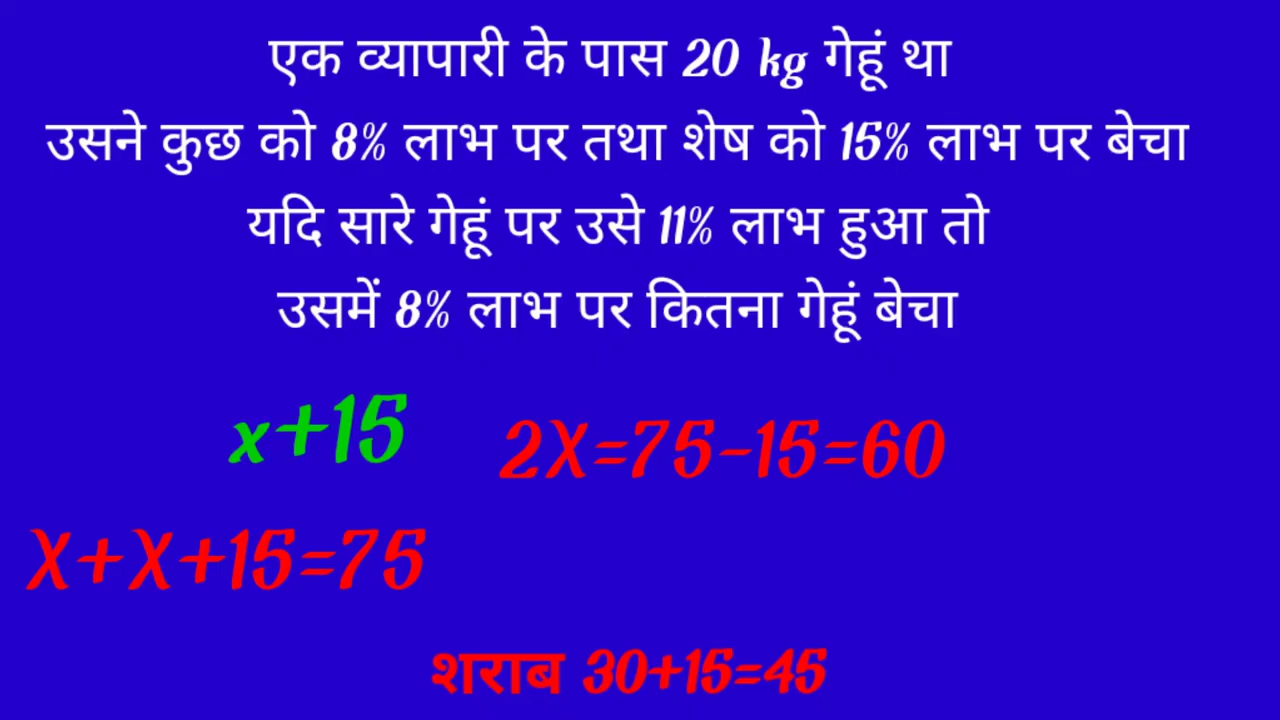 एक व्यापारी के पास 20 kg गेहूं था
उसने कुछ को 8% लाभ पर तथा शेष को 15% लाभ पर बेचा
यदि सारे गेहूं पर उसे 11% लाभ हुआ तो
उसमें 8% लाभ पर कितना गेहूं बेचा
x+15
2X=75-15=60
X+X+15=75
शराब 30+15=45